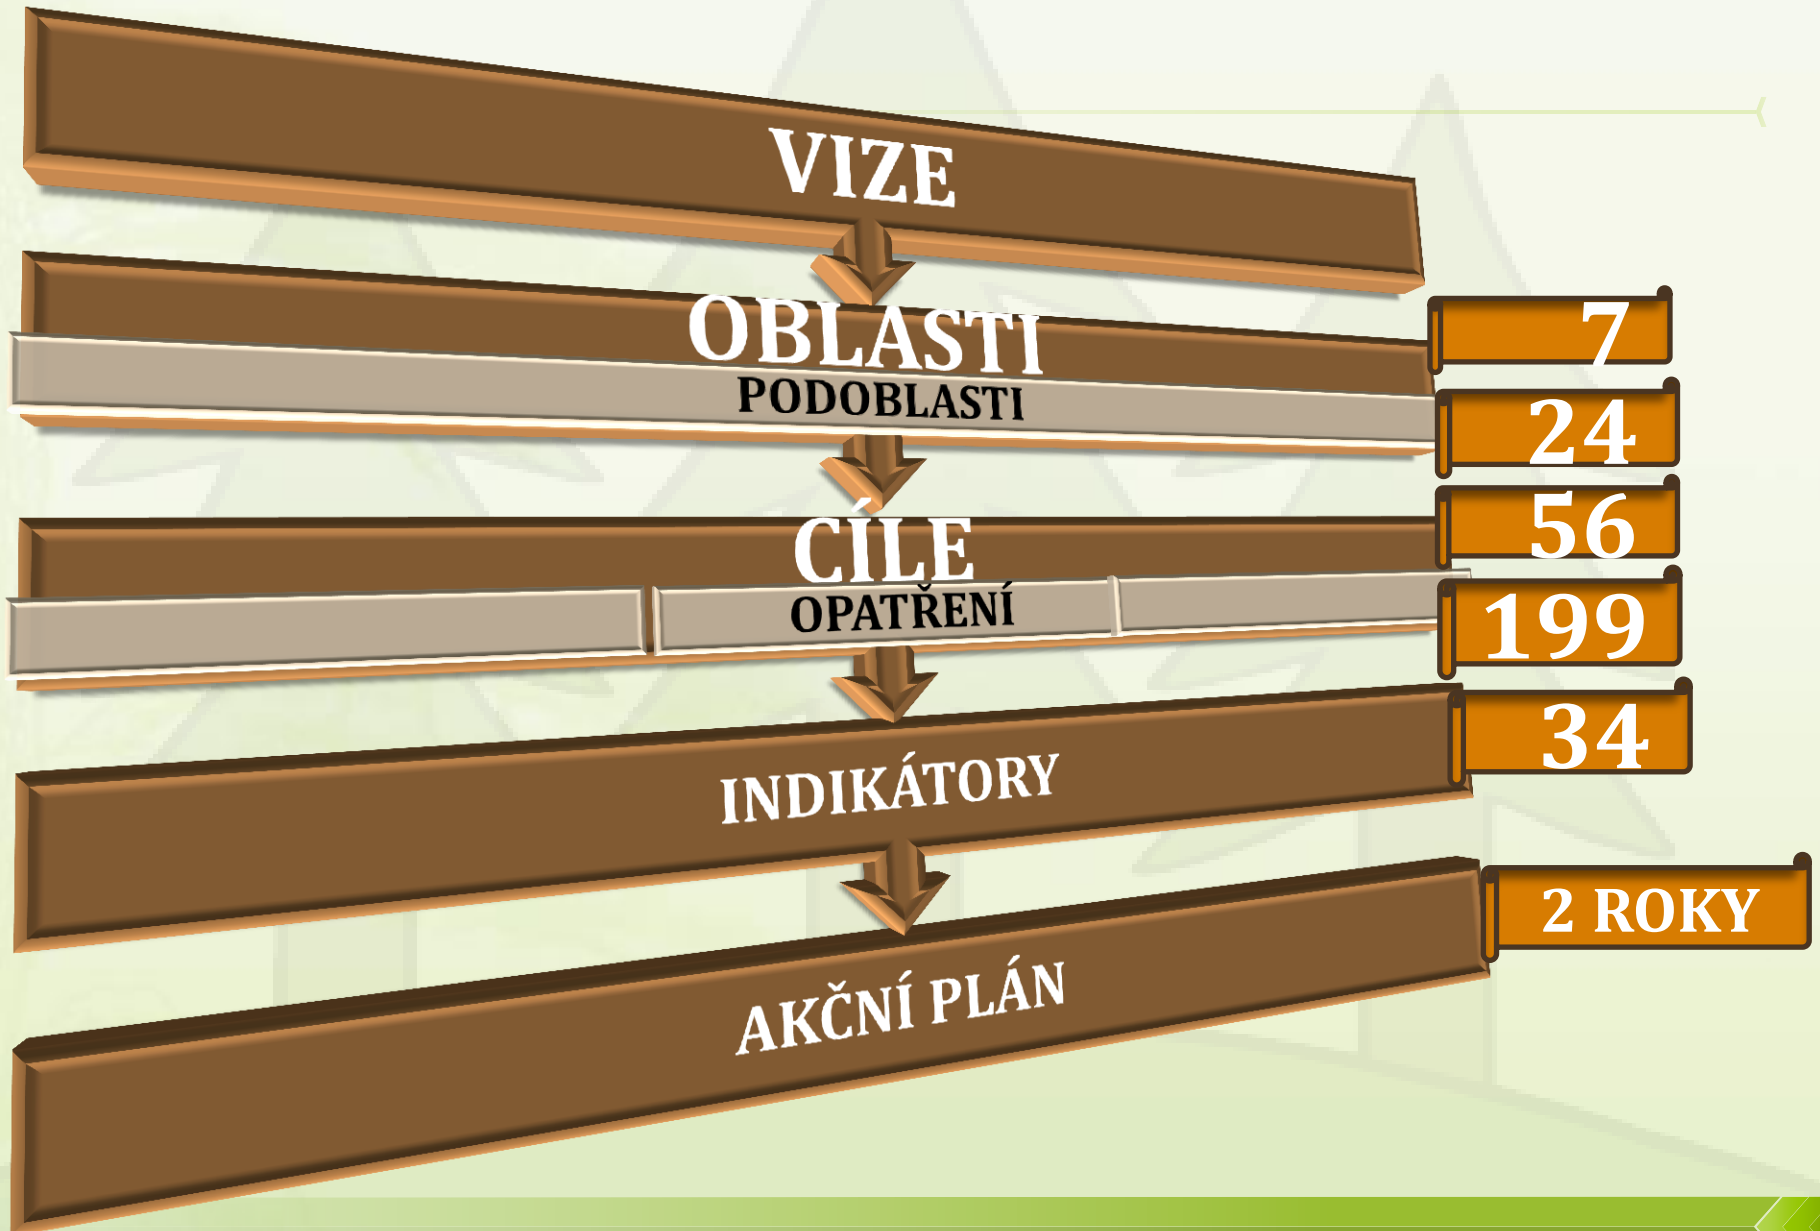 VIZE
OBLASTI
7
PODOBLASTI
24
CÍLE
56
OPATŘENÍ
199
INDIKÁTORY
34
AKČNÍ PLÁN
2 ROKY